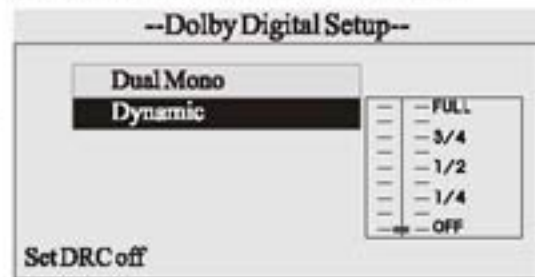 --Dolby Digital Setup--
Dual Mono
Dynamic
FULL
3/4
1/2
1/4
OFF
Set DRC off